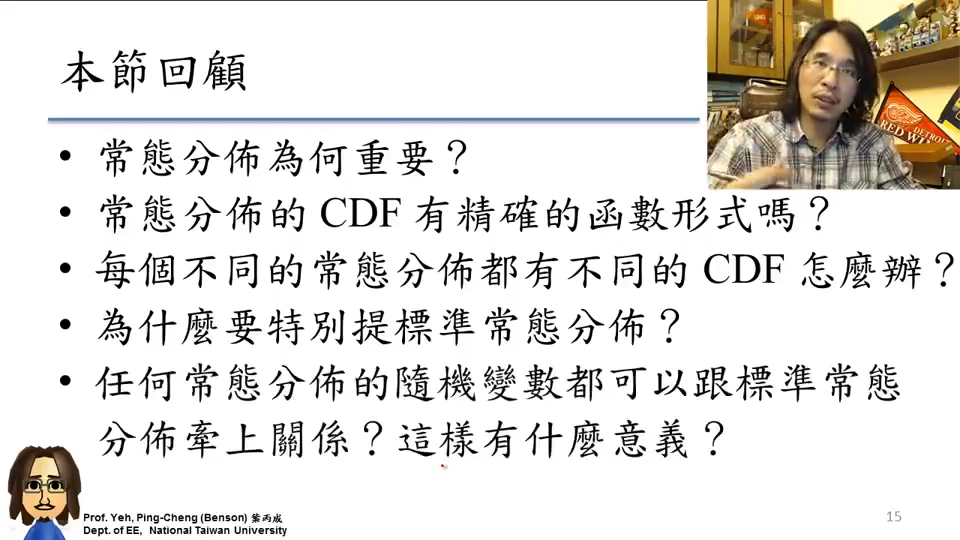 本節回顧
• 常態分佈為何重要？
• 常態分佈的 CDF 有精確的函數形式嗎？
• 每個不同的常態分佈都有不同的 CDF 怎麼辦？
• 為什麼要特別提標準常態分佈？
• 任何常態分佈的隨機變數都可以跟標準常態
分佈牽上關係？這樣有什麼意義？
DETROIT
RED WI
Prof. Yeh, Ping-Cheng (Benson) 葉丙成
Dept. of EE, National Taiwan University
15